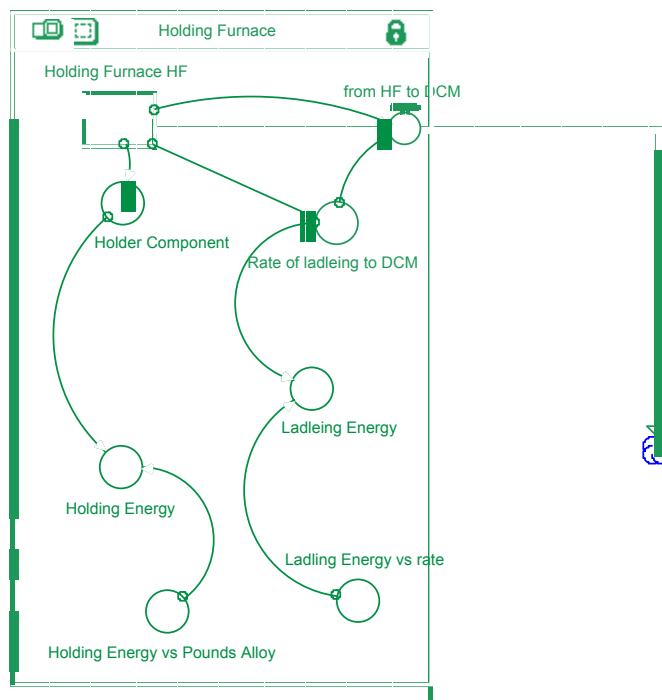 Holding Furnace
Holding Furnace HF
from HF to DCM
Holder Component
Rate of ladleing to DCM
Ladleing Energy
Holding Energy
Ladling Energy vs rate
Holding Energy vs Pounds Alloy